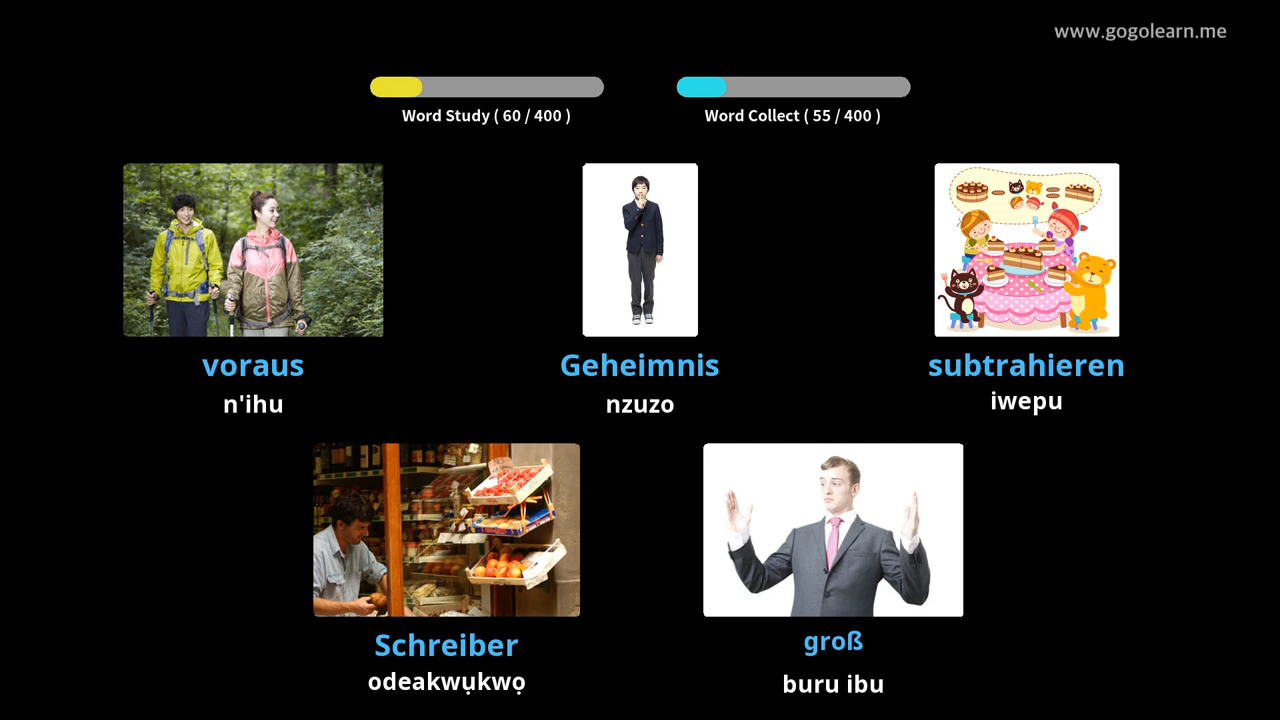 www.gogolearn.me
Word Study ( 60 / 400 )
Word Collect ( 55 / 400 )
voraus
n'ihu
Geheimnis
nzuzo
subtrahieren
iwepu
Schreiber
odeakwụkwọ
groß
buru ibu